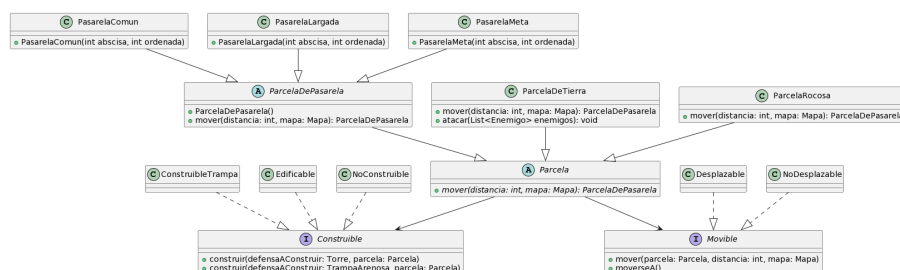 C PasarelaComun
PasarelaComun(int abscisa, int ordenada)
C PasarelaLargada
PasarelaLargada(int abscisa, int ordenada)
C PasarelaMeta
PasarelaMeta(int abscisa, int ordenada)
A ParcelaDePasarela
ParcelaDePasarela()
mover(distancia: int, mapa: Mapa): ParcelaDePasarela
C ParcelaDeTierra
mover(distancia: int, mapa: Mapa): ParcelaDePasarela
atacar(List<Enemigo> enemigos): void
C ParcelaRocosa
mover(distancia: int, mapa: Mapa): ParcelaDePasarela
C ConstruibleTrampa
C Edificable
C NoConstruible
A Parcela
mover(distancia: int, mapa: Mapa): ParcelaDePasarela
C Desplazable
C NoDesplazable
I Construible
construir(defensaAConstruir: Torre, parcela: Parcela)
construir(defensaAConstruir: TrampaArenosa, parcela: Parcela)
I Movible
mover(parcela: Parcela, distancia: int, mapa: Mapa)
moverseA()